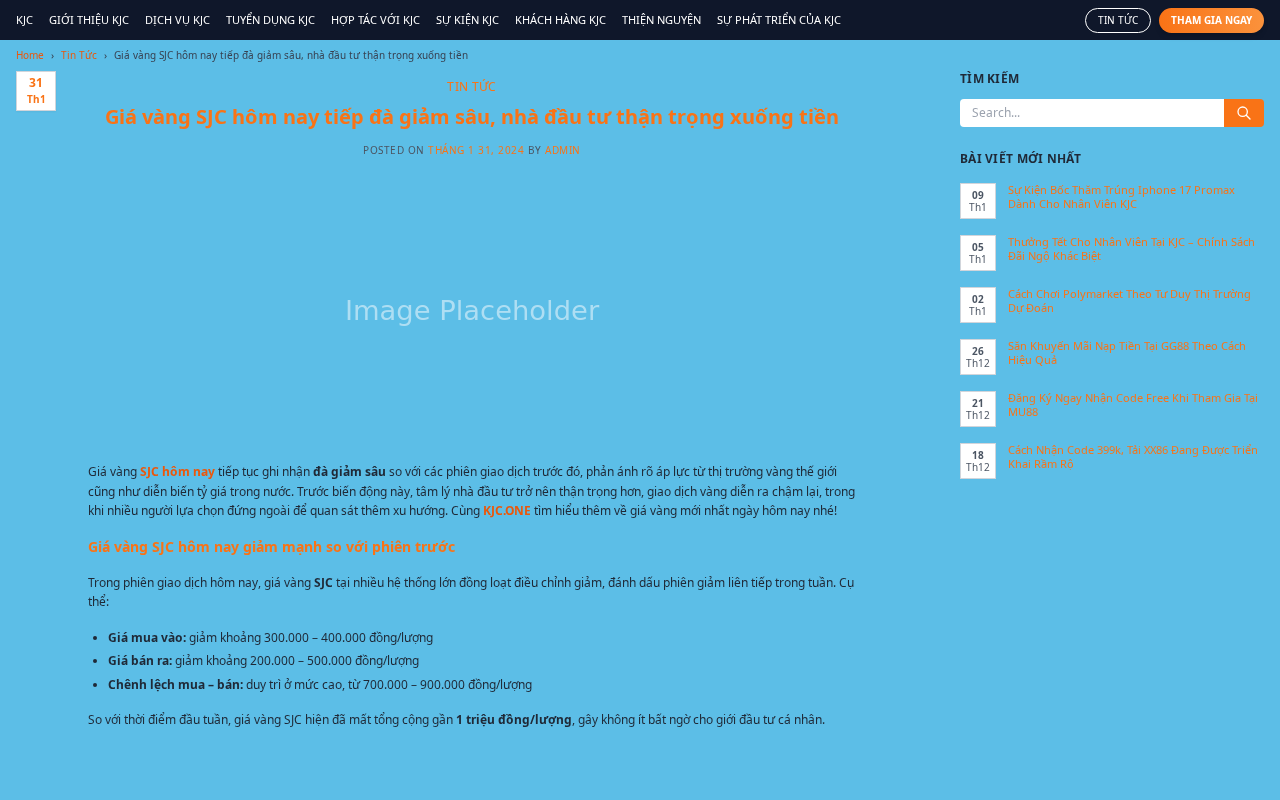 KJC GIỚI THIỆU KJC DỊCH VỤ KJC TUYỂN DỤNG KJC HỢP TÁC VỚI KJC SỰ KIỆN KJC KHÁCH HÀNG KJC THIỆN NGUYỆN SỰ PHÁT TRIỂN CỦA KJC TIN TỨC THAM GIA NGAY
Home › Tin Tức › Giá vàng SJC hôm nay tiếp đà giảm sâu, nhà đầu tư thận trọng xuống tiền
31
Th1
TIN TỨC
Giá vàng SJC hôm nay tiếp đà giảm sâu, nhà đầu tư thận trọng xuống tiền
POSTED ON THÁNG 1 31, 2024 BY ADMIN
Image Placeholder
Giá vàng SJC hôm nay tiếp tục ghi nhận đà giảm sâu so với các phiên giao dịch trước đó, phản ánh rõ áp lực từ thị trường vàng thế giới
cũng như diễn biến tỷ giá trong nước. Trước biến động này, tâm lý nhà đầu tư trở nên thận trọng hơn, giao dịch vàng diễn ra chậm lại, trong
khi nhiều người lựa chọn đứng ngoài để quan sát thêm xu hướng. Cùng KJC.ONE tìm hiểu thêm về giá vàng mới nhất ngày hôm nay nhé!
Giá vàng SJC hôm nay giảm mạnh so với phiên trước
Trong phiên giao dịch hôm nay, giá vàng SJC tại nhiều hệ thống lớn đồng loạt điều chỉnh giảm, đánh dấu phiên giảm liên tiếp trong tuần. Cụ
thể:
• Giá mua vào: giảm khoảng 300.000 – 400.000 đồng/lượng
• Giá bán ra: giảm khoảng 200.000 – 500.000 đồng/lượng
• Chênh lệch mua – bán: duy trì ở mức cao, từ 700.000 – 900.000 đồng/lượng
So với thời điểm đầu tuần, giá vàng SJC hiện đã mất tổng cộng gần 1 triệu đồng/lượng, gây không ít bất ngờ cho giới đầu tư cá nhân.
TÌM KIẾM
Search...
BÀI VIẾT MỚI NHẤT
09
Th1
Sự Kiện Bốc Thăm Trúng Iphone 17 Promax
Dành Cho Nhân Viên KJC
05
Th1
Thưởng Tết Cho Nhân Viên Tại KJC – Chính Sách
Đãi Ngộ Khác Biệt
02
Th1
Cách Chơi Polymarket Theo Tư Duy Thị Trường
Dự Đoán
26
Th12
Săn Khuyến Mãi Nạp Tiền Tại GG88 Theo Cách
Hiệu Quả
21
Th12
Đăng Ký Ngay Nhận Code Free Khi Tham Gia Tại
MU88
18
Th12
Cách Nhận Code 399k, Tài XX86 Đang Được Triển
Khai Rầm Rộ